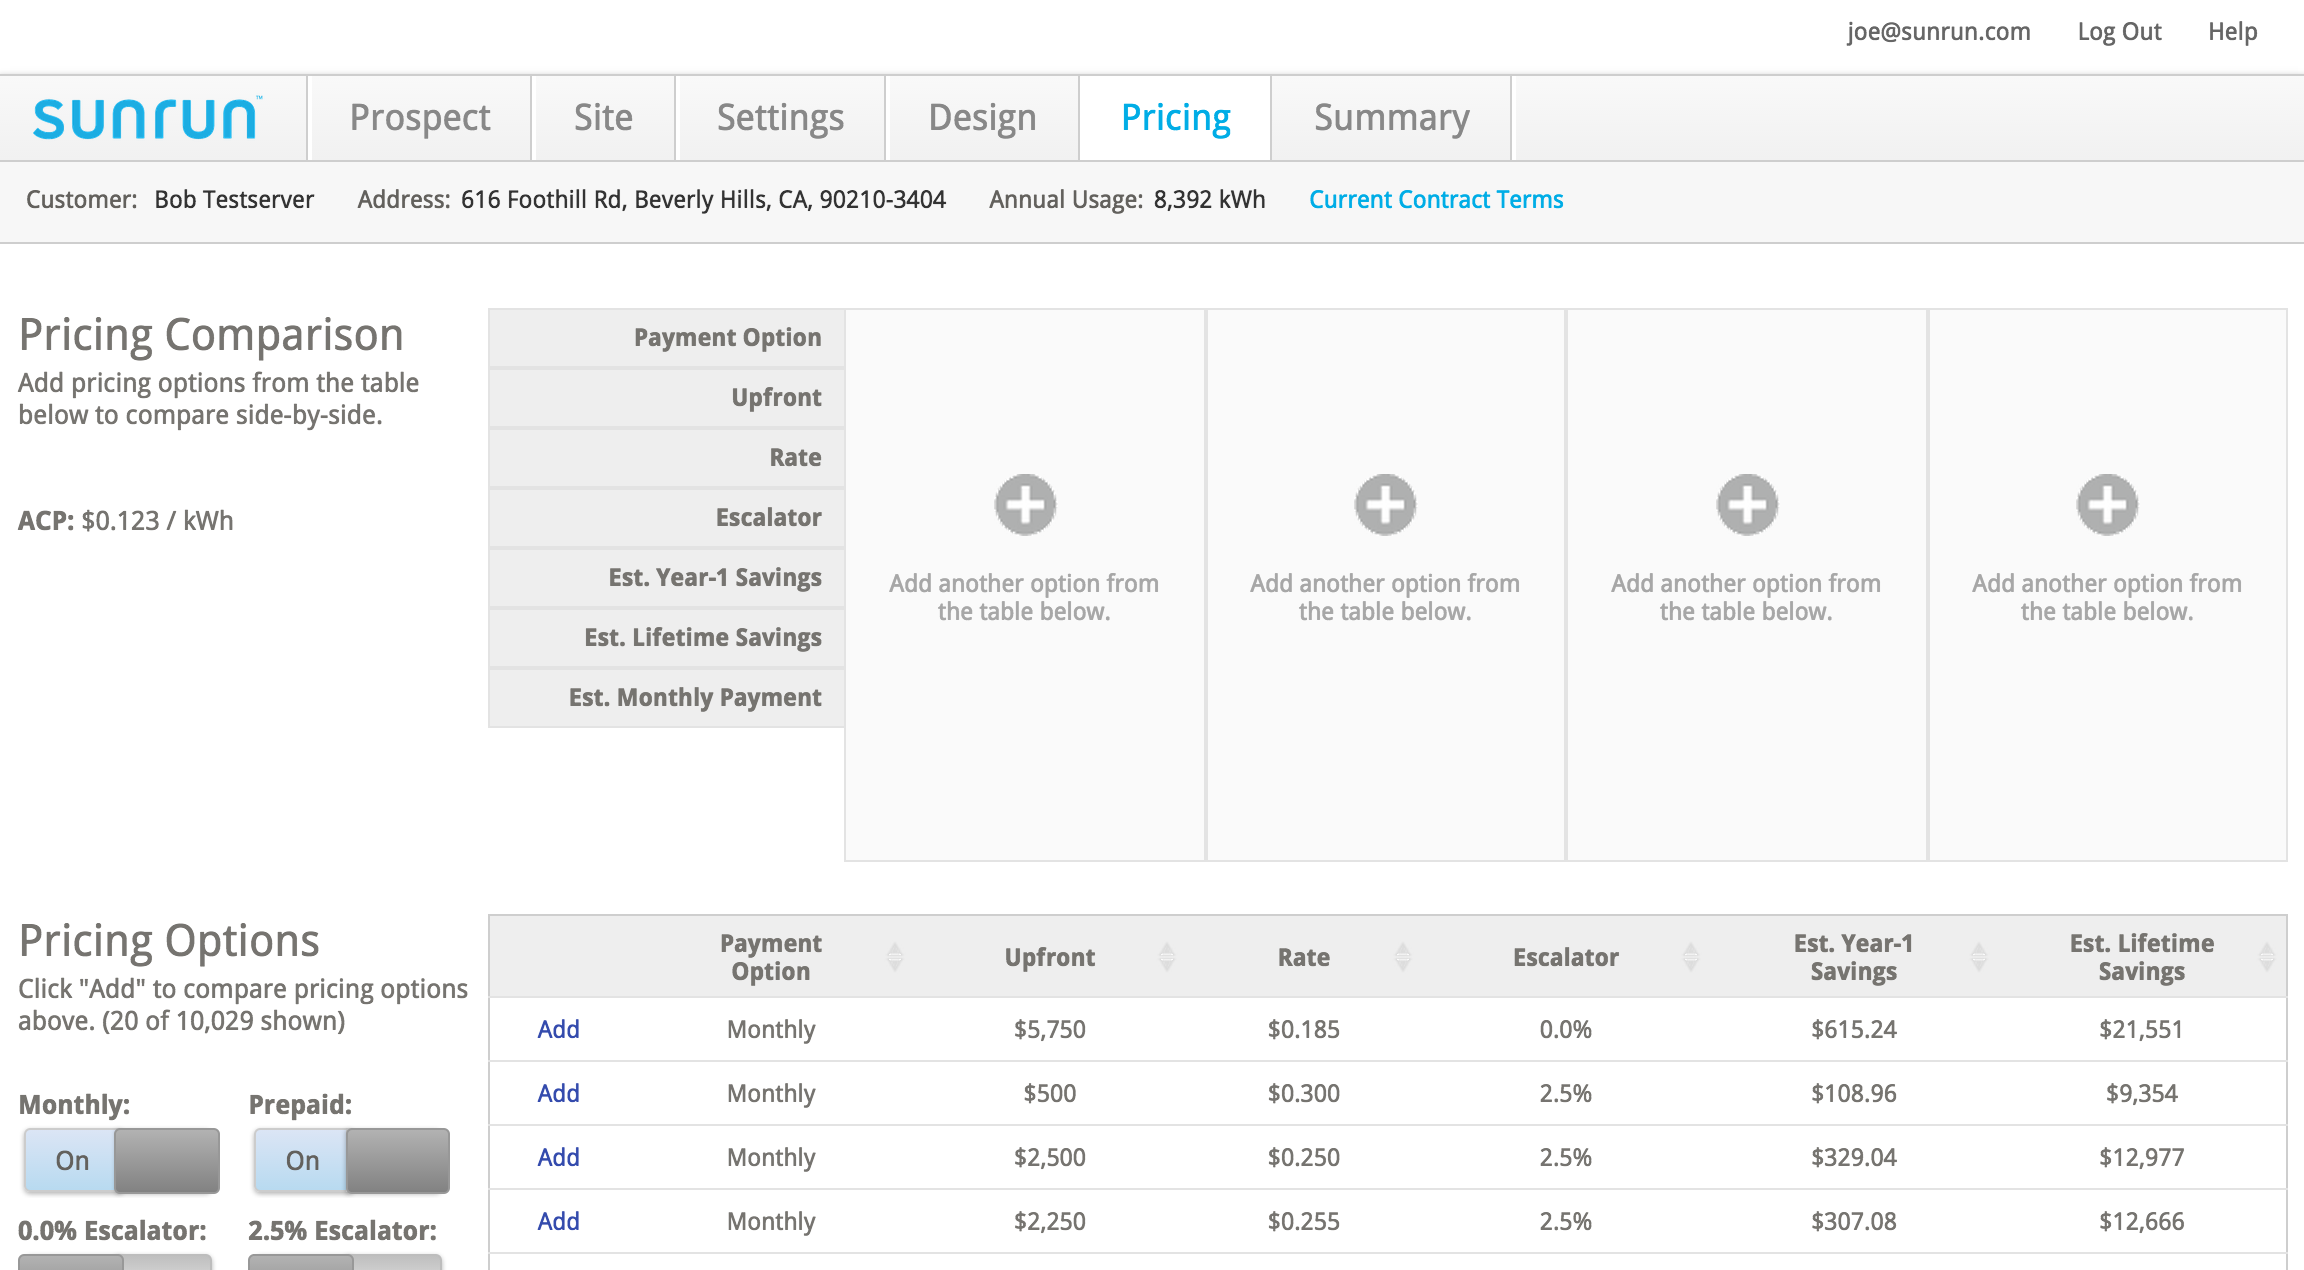 joe@sunrun.com Log Out Help
sunrun™ Prospect Site Settings Design Pricing Summary
Customer: Bob Testserver Address: 616 Foothill Rd, Beverly Hills, CA, 90210-3404 Annual Usage: 8,392 kWh Current Contract Terms
Pricing Comparison
Add pricing options from the table
below to compare side-by-side.
ACP: $0.123 / kWh
Payment Option
Upfront
Rate
Escalator
Est. Year-1 Savings
Est. Lifetime Savings
Est. Monthly Payment
Add another option from
the table below.
Add another option from
the table below.
Add another option from
the table below.
Add another option from
the table below.
Pricing Options
Click "Add" to compare pricing options
above. (20 of 10,029 shown)
Monthly: Prepaid:
On On
0.0% Escalator: 2.5% Escalator:
Payment
Option
Upfront
Rate
Escalator
Est. Year-1
Savings
Est. Lifetime
Savings
Add Monthly $5,750 $0.185 0.0% $615.24 $21,551
Add Monthly $500 $0.300 2.5% $108.96 $9,354
Add Monthly $2,500 $0.250 2.5% $329.04 $12,977
Add Monthly $2,250 $0.255 2.5% $307.08 $12,666